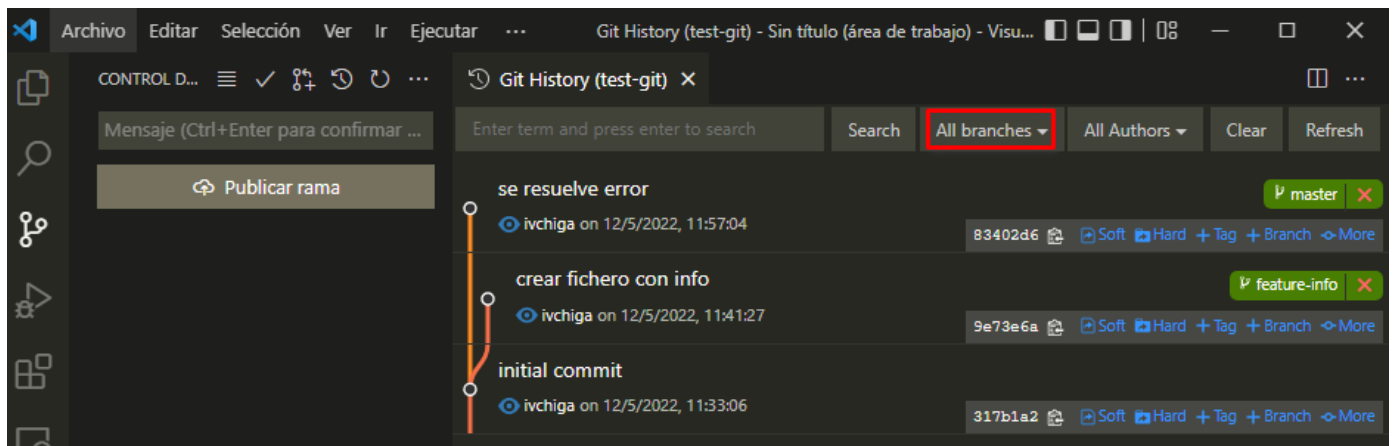 Archivo Editar Selección Ver Ir Ejecutar ... Git History (test-git) - Sin título (área de trabajo) - Visu...
CONTROL D... Git History (test-git)
Mensaje (Ctrl+Enter para confirmar ... Enter term and press enter to search Search All branches All Authors Clear Refresh
Publicar rama
se resuelve error master
ivchiga on 12/5/2022, 11:57:04
83402d6 Soft Hard +Tag +Branch More
crear fichero con info feature-info
ivchiga on 12/5/2022, 11:41:27
9e73e6a Soft Hard +Tag +Branch More
initial commit
ivchiga on 12/5/2022, 11:33:06
317b1a2 Soft Hard +Tag +Branch More